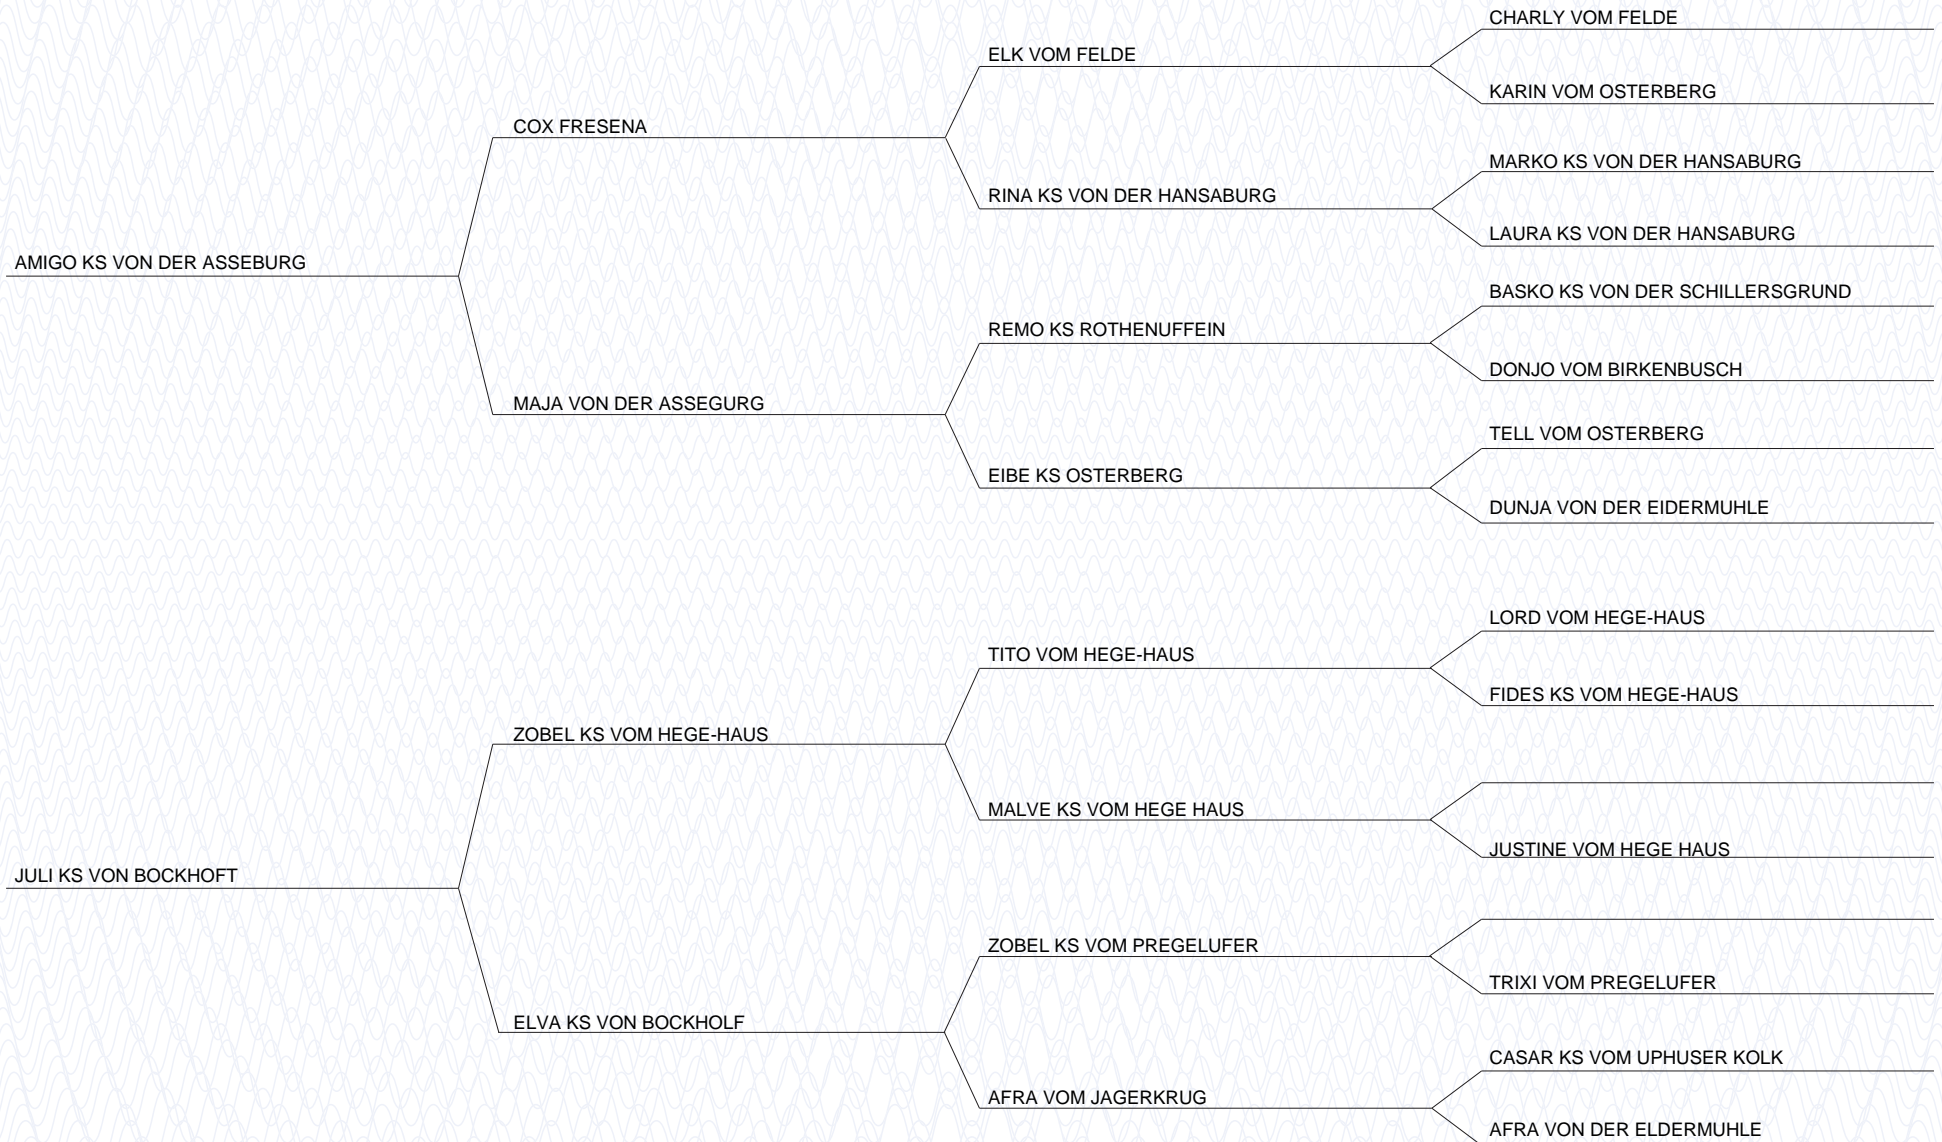 CHARLY VOM FELDE
ELK VOM FELDE
KARIN VOM OSTERBERG
COX FRESENA
MARKO KS VON DER HANSABURG
RINA KS VON DER HANSABURG
LAURA KS VON DER HANSABURG
AMIGO KS VON DER ASSEBURG
BASKO KS VON DER SCHILLERSGRUND
REMO KS ROTHENUFFEIN
DONJO VOM BIRKENBUSCH
MAJA VON DER ASSEGURG
TELL VOM OSTERBERG
EIBE KS OSTERBERG
DUNJA VON DER EIDERMUHLE
LORD VOM HEGE-HAUS
TITO VOM HEGE-HAUS
FIDES KS VOM HEGE-HAUS
ZOBEL KS VOM HEGE-HAUS
MALVE KS VOM HEGE HAUS
JUSTINE VOM HEGE HAUS
JULI KS VON BOCKHOFT
ZOBEL KS VOM PREGELUFER
TRIXI VOM PREGELUFER
ELVA KS VON BOCKHOLF
CASAR KS VOM UPHUSER KOLK
AFRA VOM JAGERKRUG
AFRA VON DER ELDERMUHLE